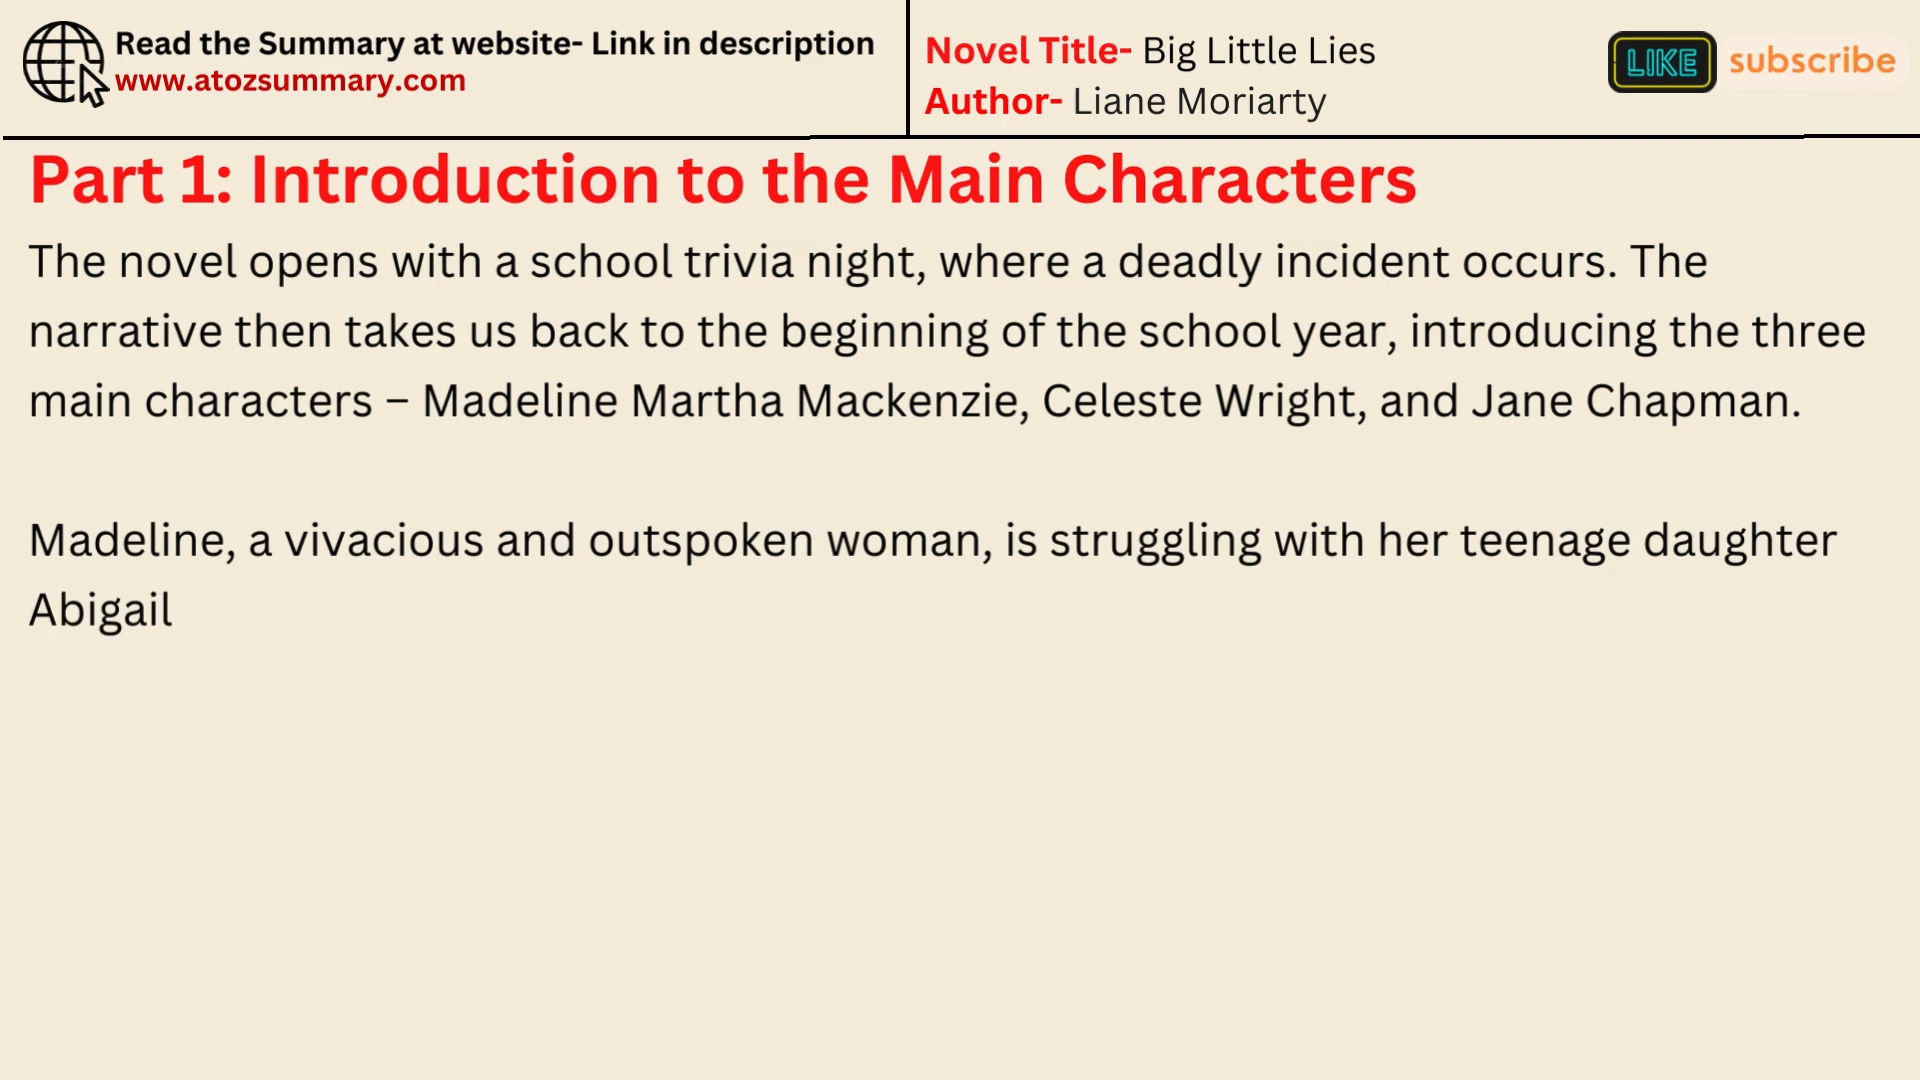 Read the Summary at website- Link in description
www.atozsummary.com
Novel Title- Big Little Lies
Author- Liane Moriarty
LIKE
subscribe
Part 1: Introduction to the Main Characters
The novel opens with a school trivia night, where a deadly incident occurs. The
narrative then takes us back to the beginning of the school year, introducing the three
main characters – Madeline Martha Mackenzie, Celeste Wright, and Jane Chapman.
Madeline, a vivacious and outspoken woman, is struggling with her teenage daughter
Abigail